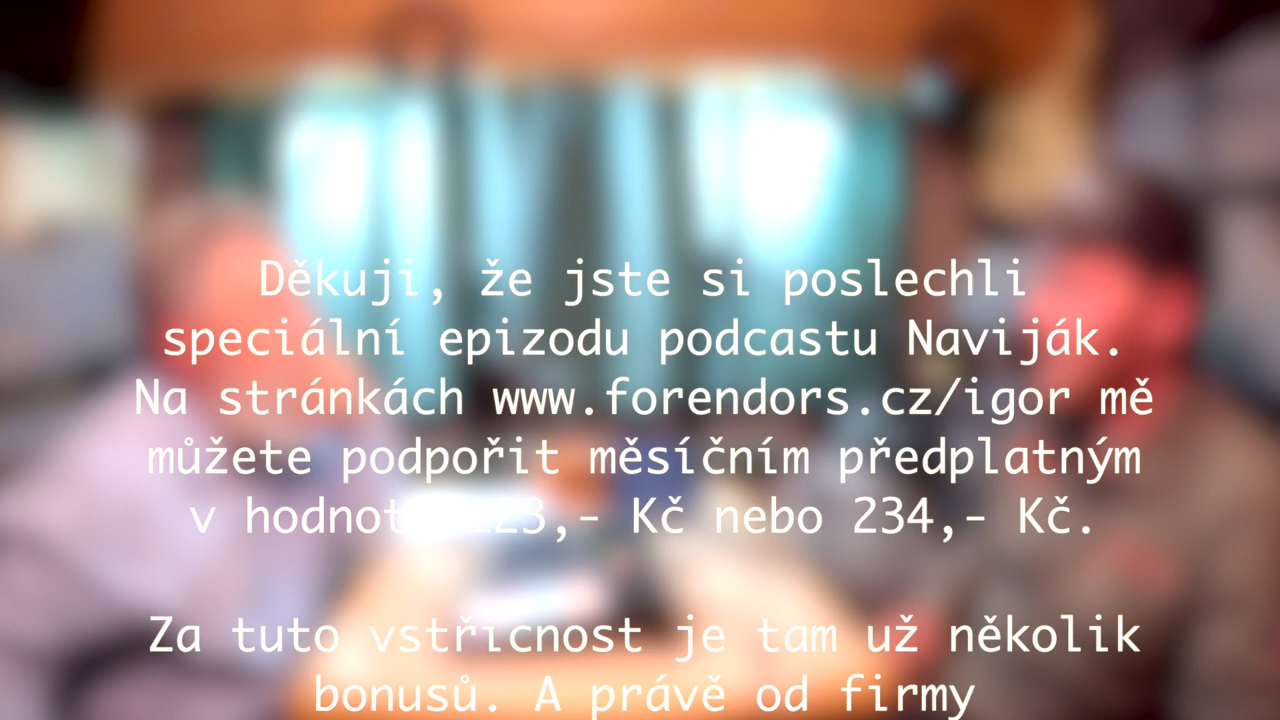 Děkuji, že jste si poslechli
speciální epizodu podcastu Naviják.
Na stránkách www.forendors.cz/igor mě
můžete podpořit měsíčním předplatným
v 3,- Kč nebo 234,- Kč.
Za tuto vstřícnost je tam už několik
bonusů. A právě od firmy